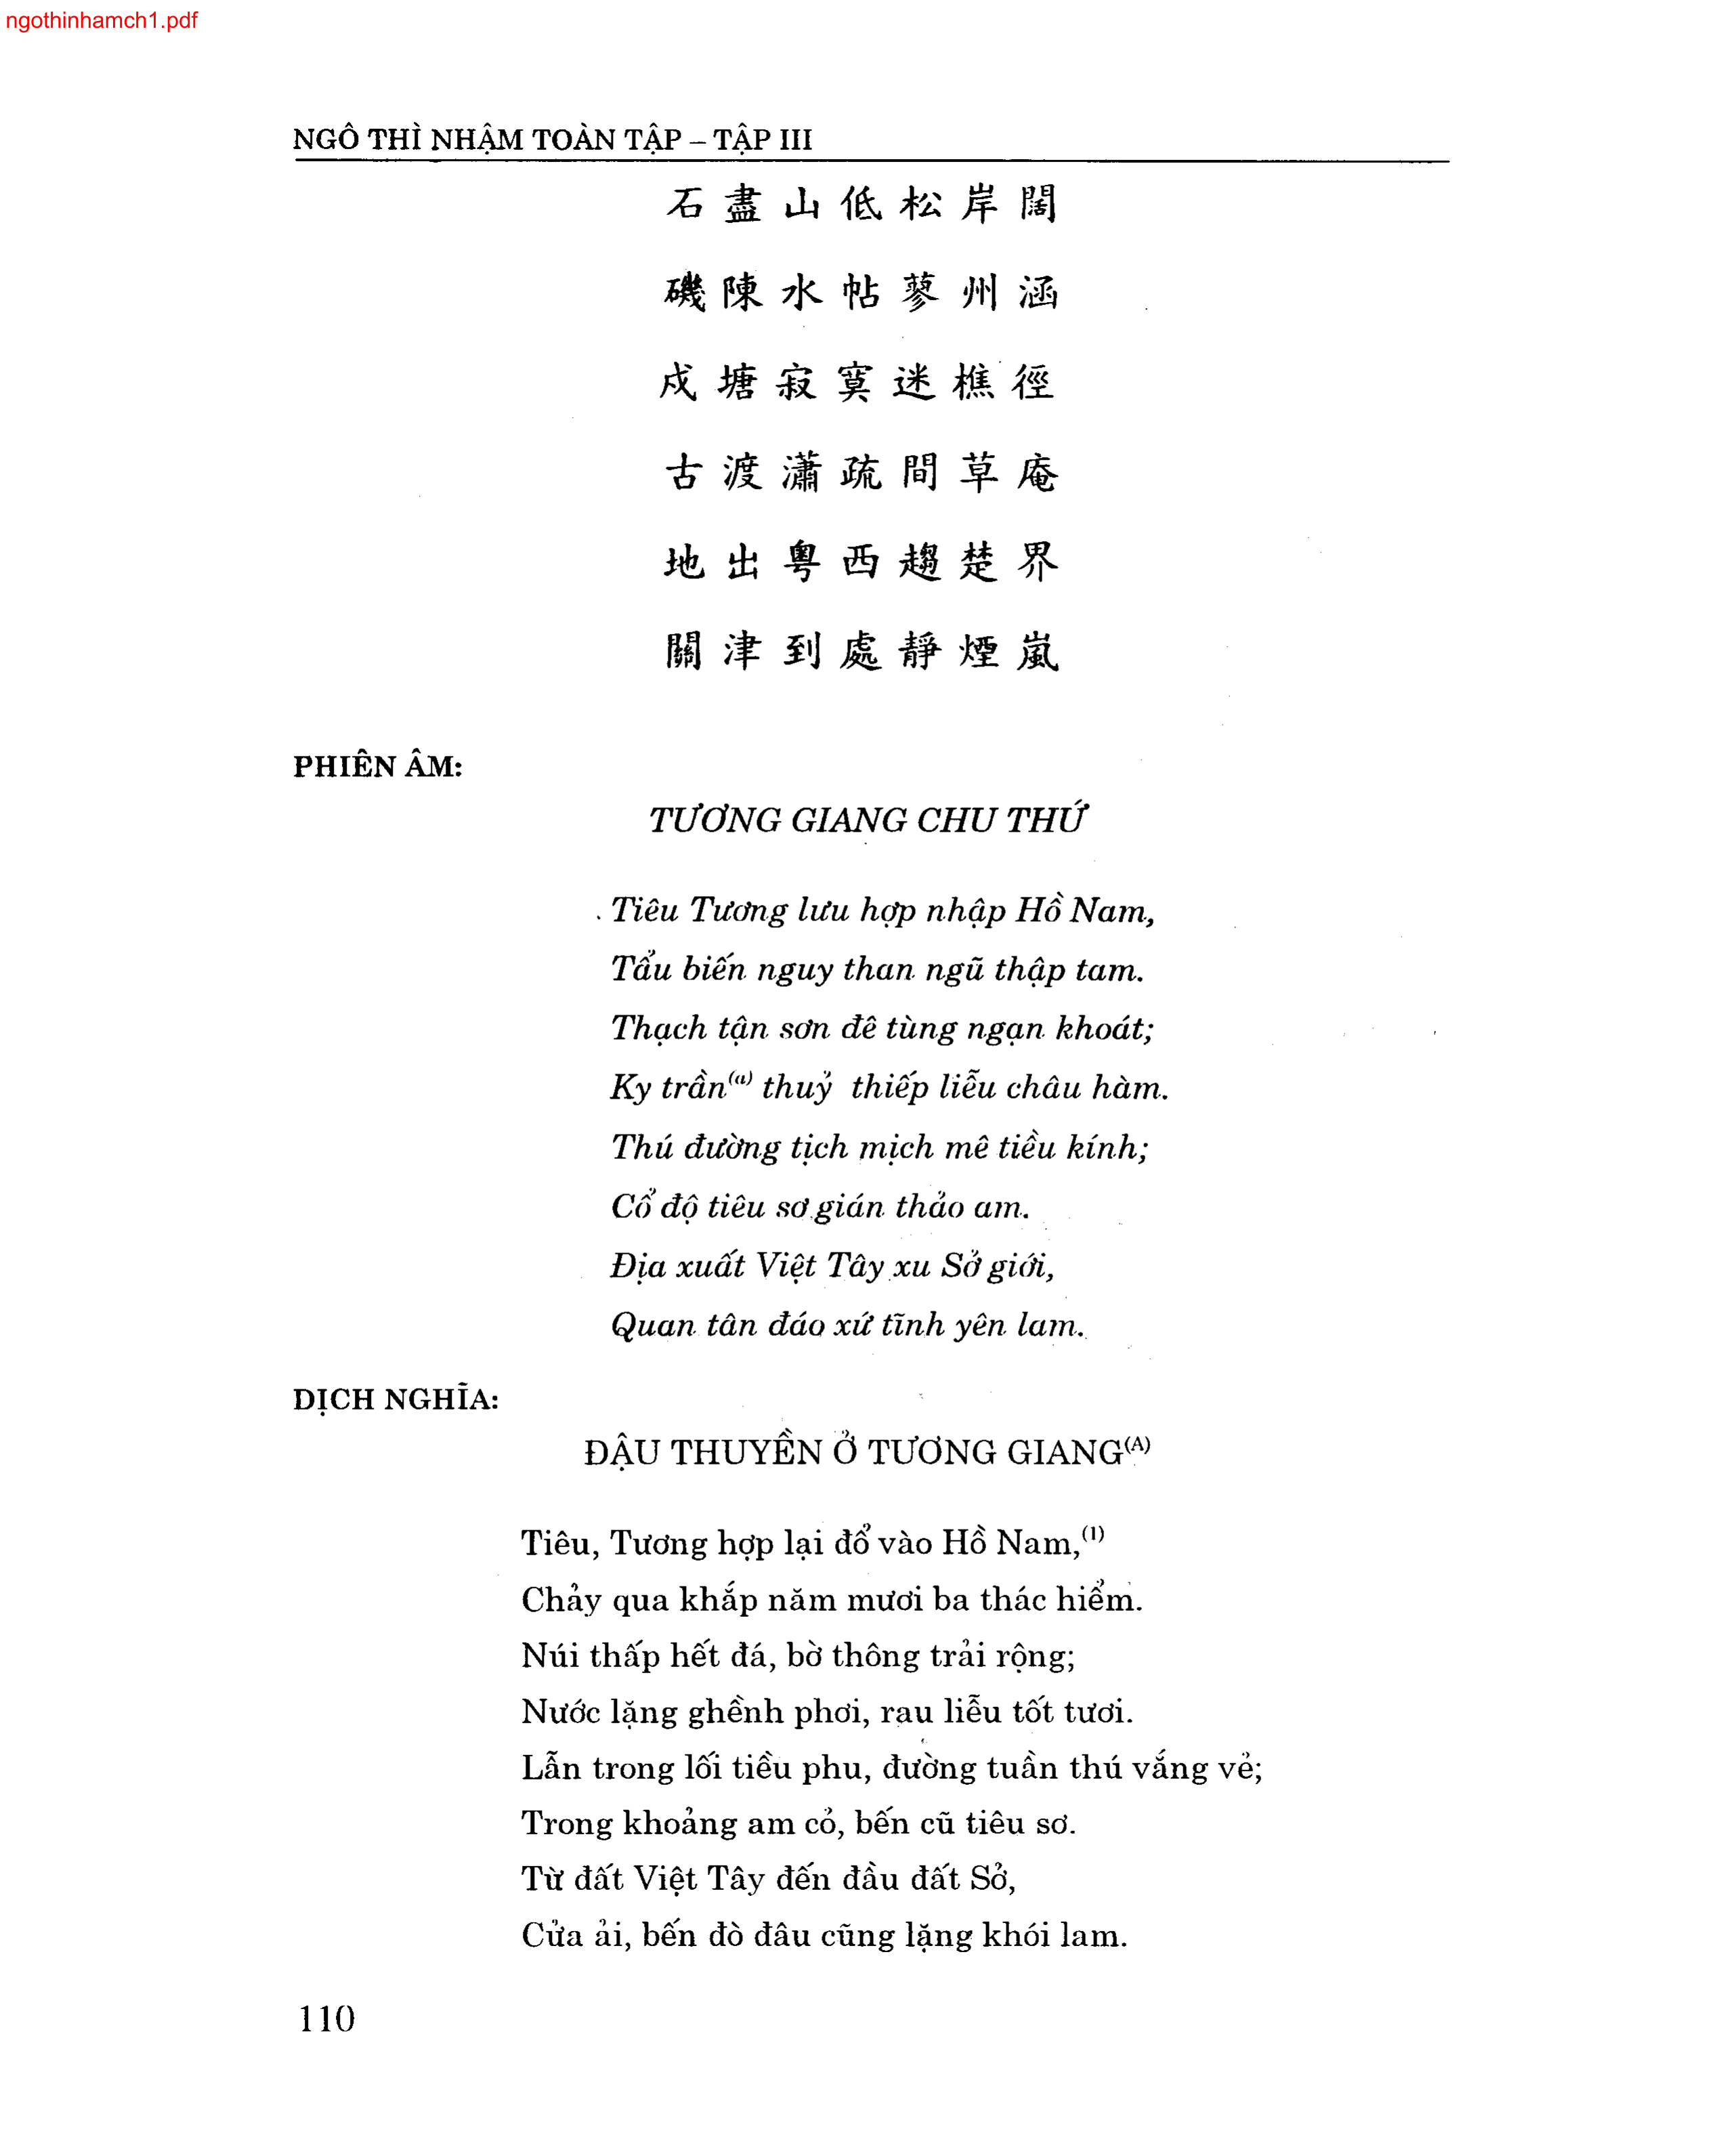 ngothinhamch1.pdf
NGÔ THÌ NHẬM TOÀN TẬP – TẬP III
石盡山低松岸闊
磯陳水帖蓼州涵
戍塘寂寞迷樵徑
古渡瀟疏間草庵
地出粵西趨楚界
關津到處靜煙嵐
PHIÊN ÂM:
TƯƠNG GIANG CHU THỨ
Tiêu Tương lưu hợp nhập Hồ Nam,
Tẩu biến nguy than ngũ thập tam.
Thạch tận sơn đê tùng ngạn khoát;
Ky trần(a) thuỷ thiếp liễu châu hàm.
Thú đường tịch mịch mê tiều kính;
Cổ độ tiêu sơ gián thảo am.
Địa xuất Việt Tây xu Sở giới,
Quan tân đáo xứ tĩnh yên lam.
DỊCH NGHĨA:
ĐẬU THUYỀN Ở TƯƠNG GIANG(A)
Tiêu, Tương hợp lại đổ vào Hồ Nam,(1)
Chảy qua khắp năm mươi ba thác hiểm.
Núi thấp hết đá, bờ thông trải rộng;
Nước lặng ghềnh phơi, rau liễu tốt tươi.
Lẫn trong lối tiều phu, đường tuần thú vắng vẻ;
Trong khoảng am cỏ, bến cũ tiêu sơ.
Từ đất Việt Tây đến đầu đất Sở,
Cửa ải, bến đò đâu cũng lặng khói lam.
110